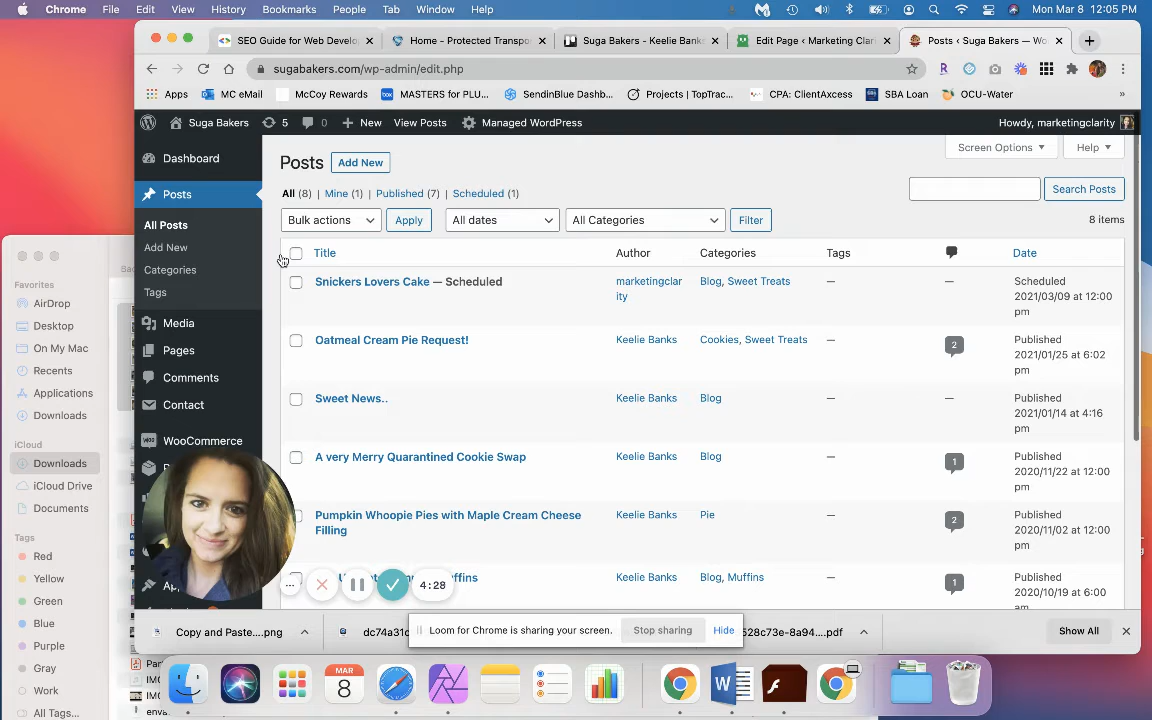 Chrome File Edit View History Bookmarks People Tab Window Help Mon Mar 8 12:05 PM
SEO Guide for Web Develo Home - Protected Transpo Suga Bakers - Keelie Bank Edit Page ‹ Marketing Clari Posts ‹ Suga Bakers — Wo
sugabakers.com/wp-admin/edit.php
Apps MC eMail McCoy Rewards MASTERS for PLU... SendinBlue Dashb... Projects | TopTrac... CPA: ClientAxcess SBA Loan OCU-Water »
Suga Bakers 5 0 New View Posts Managed WordPress Howdy, marketingclarity
Screen Options Help
Dashboard
Posts
All Posts
Add New
Categories
Tags
Media
Pages
Comments
Contact
WooCommerce
Posts Add New
All (8) | Mine (1) | Published (7) | Scheduled (1)
Search Posts
Bulk actions Apply All dates All Categories Filter 8 items
Title Author Categories Tags Date
Snickers Lovers Cake — Scheduled marketingclar
ity Blog, Sweet Treats — — Scheduled
2021/03/09 at 12:00
pm
Oatmeal Cream Pie Request! Keelie Banks Cookies, Sweet Treats — 2 Published
2021/01/25 at 6:02
pm
Sweet News.. Keelie Banks Blog — — Published
2021/01/14 at 4:16
pm
A very Merry Quarantined Cookie Swap Keelie Banks Blog — 1 Published
2020/11/22 at 12:00
pm
Pumpkin Whoopie Pies with Maple Cream Cheese
Filling Keelie Banks Pie — 2 Published
2020/11/02 at 12:00
pm
Keelie Banks Blog, Muffins — 1 Published
2020/10/19 at 6:00
am
4:28
Loom for Chrome is sharing your screen. Stop sharing Hide
Copy and Paste....png dc74a31c 528c73e-8a94....pdf Show All
Favorites
AirDrop
Desktop
On My Mac
Recents
Applications
Downloads
iCloud
Downloads
iCloud Drive
Documents
Tags
Red
Yellow
Green
Blue
Purple
Gray
Work
All Tags...
MAR
8